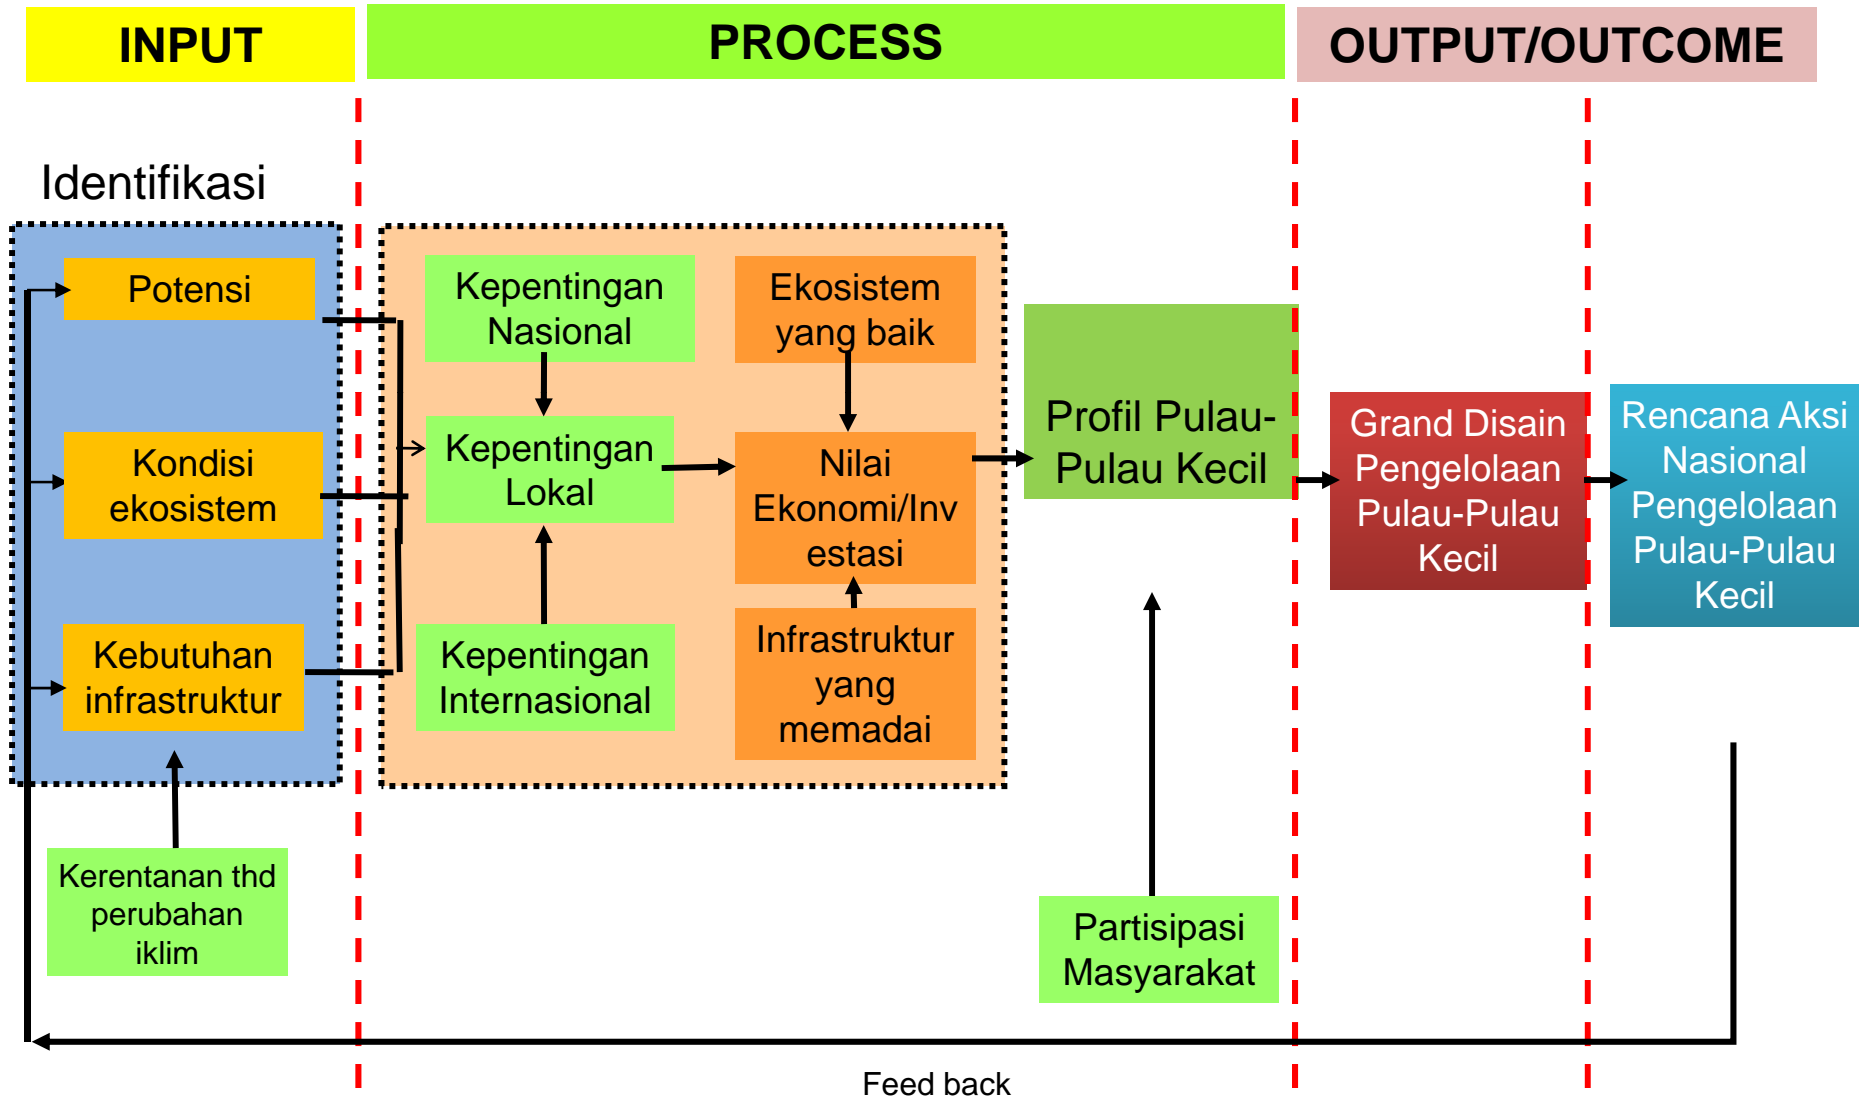 INPUT
PROCESS
OUTPUT/OUTCOME
Identifikasi
Potensi
Kondisi
ekosistem
Kebutuhan
infrastruktur
Kerentanan thd
perubahan
iklim
Kepentingan
Nasional
Kepentingan
Lokal
Kepentingan
Internasional
Ekosistem
yang baik
Nilai
Ekonomi/Inv
estasi
Infrastruktur
yang
memadai
Profil Pulau-
Pulau Kecil
Partisipasi
Masyarakat
Grand Disain
Pengelolaan
Pulau-Pulau
Kecil
Rencana Aksi
Nasional
Pengelolaan
Pulau-Pulau
Kecil
Feed back